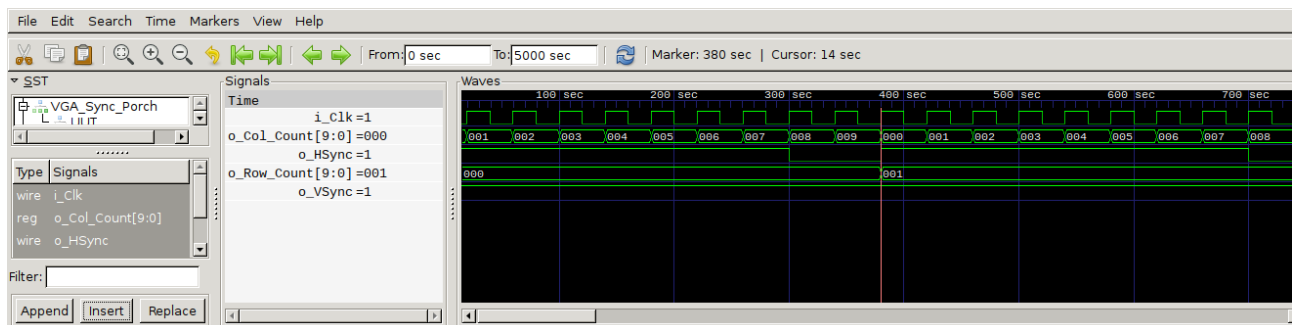 File Edit Search Time Markers View Help
From: 0 sec To: 5000 sec Marker: 380 sec | Cursor: 14 sec
SST
VGA_Sync_Porch
UUT
Type Signals
wire i_Clk
reg o_Col_Count[9:0]
wire o_HSync
Filter:
Append Insert Replace
Signals
Time
i_Clk =1
o_Col_Count[9:0] =000
o_HSync =1
o_Row_Count[9:0] =001
o_VSync =1
Waves
100 sec 200 sec 300 sec 400 sec 500 sec 600 sec 700 sec
001 002 003 004 005 006 007 008 009 000 001 002 003 004 005 006 007 008
000 001